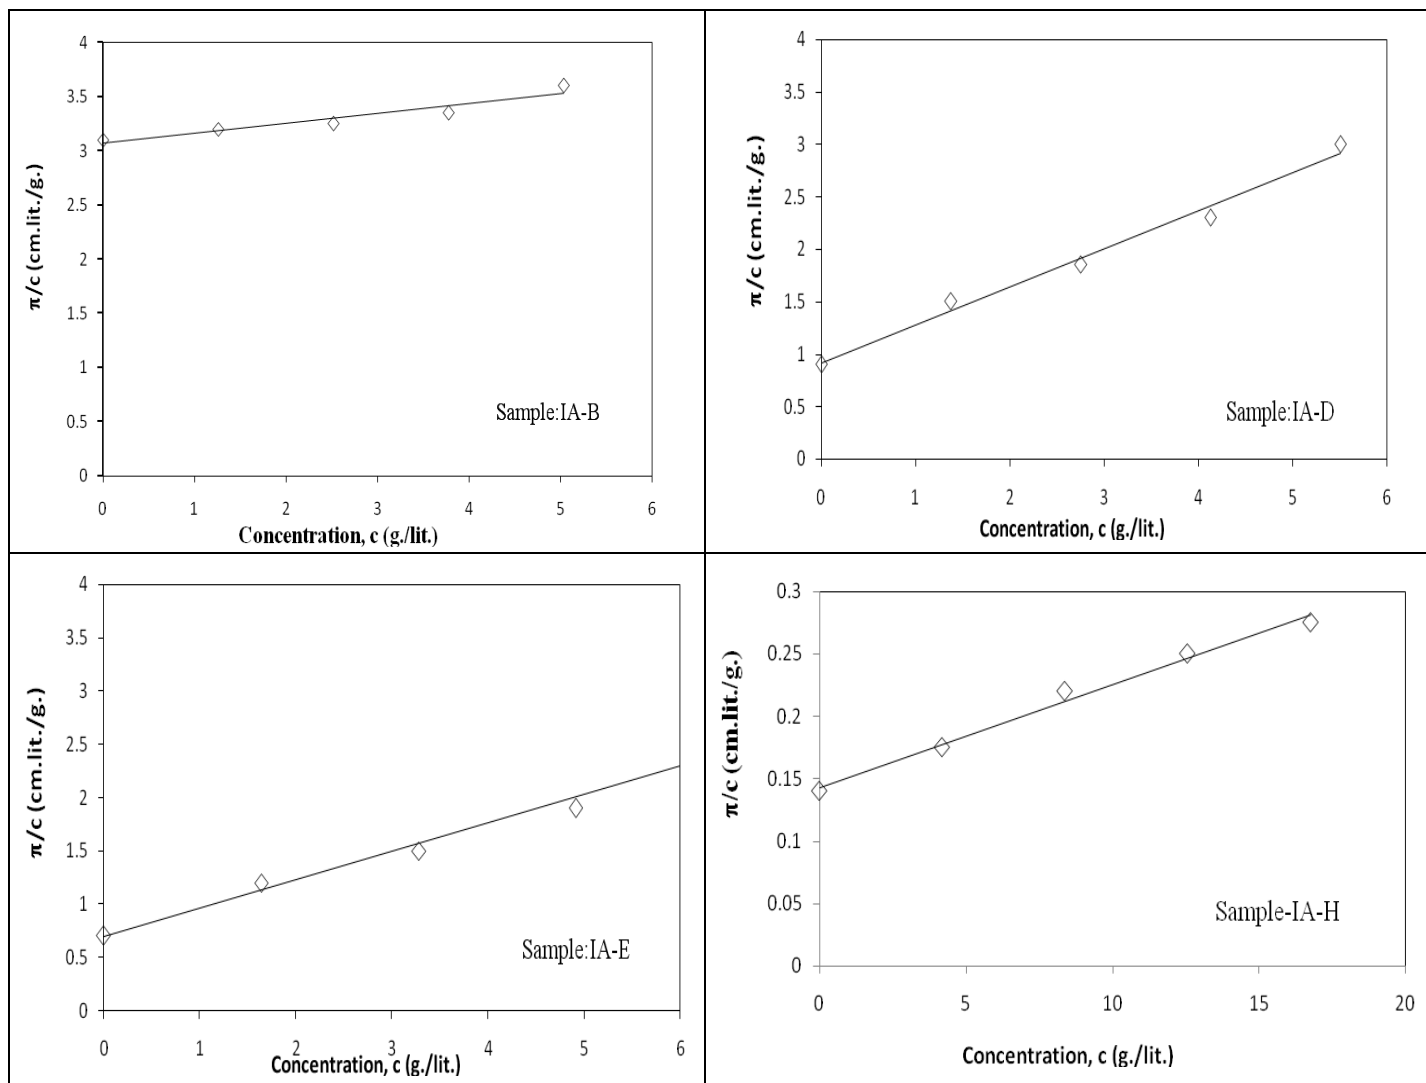 4
3.5
3
2.5
2
1.5
1
0.5
0
π/c (cm.lit./g.)
Sample:IA-B
0 1 2 3 4 5 6
Concentration, c (g./lit.)
4
3.5
3
2.5
2
1.5
1
0.5
0
π/c (cm.lit./g.)
Sample:IA-D
0 1 2 3 4 5 6
Concentration, c (g./lit.)
4
3.5
3
2.5
2
1.5
1
0.5
0
π/c (cm.lit./g.)
Sample:IA-E
0 1 2 3 4 5 6
Concentration, c (g./lit.)
0.3
0.25
0.2
0.15
0.1
0.05
0
π/c (cm.lit./g.)
Sample-IA-H
0 5 10 15 20
Concentration, c (g./lit.)